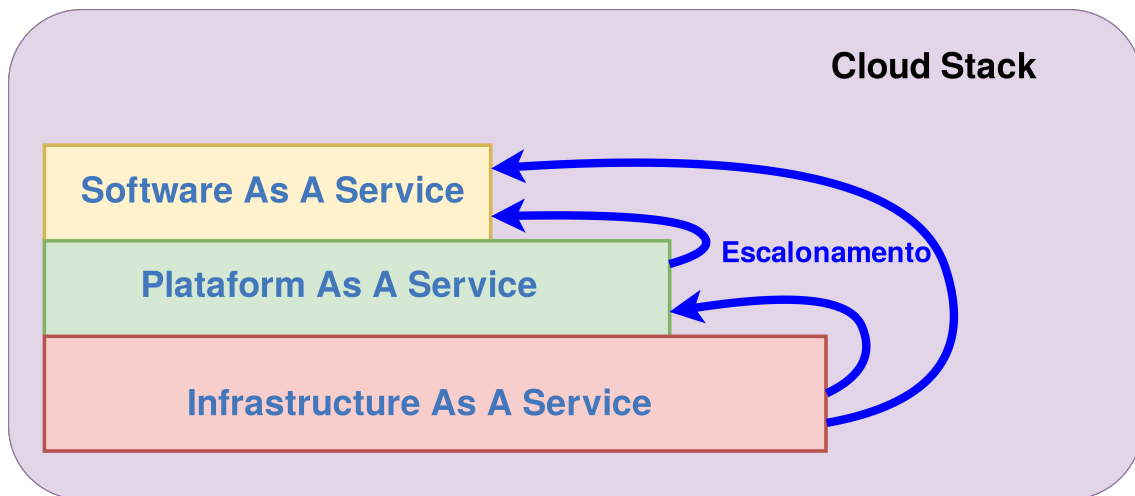 Cloud Stack
Software As A Service
Plataform As A Service
Escalonamento
Infrastructure As A Service